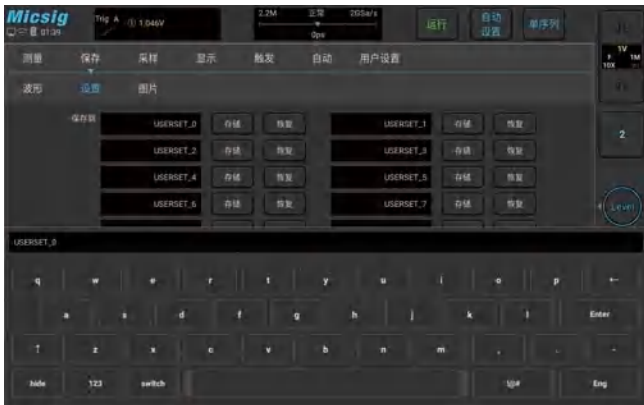 Micsig Trig A ① 1.046V 2.2M 正常 2GSa/s 运行 自动设置 单序列
01:39 0ps
测量 保存 采样 显示 触发 自动 用户设置
1V
10X 1M
波形 设置 图片
保存到 USERSET_0 存储 恢复 USERSET_1 存储 恢复
USERSET_2 存储 恢复 USERSET_3 存储 恢复
2
USERSET_4 存储 恢复 USERSET_5 存储 恢复
USERSET_6 存储 恢复 USERSET_7 存储 恢复
Level
USERSET_0
q w e r t y u i o p ←
a s d f g h j k l Enter
↑ z x c v b n m , . -
hide 123 switch !@# Eng